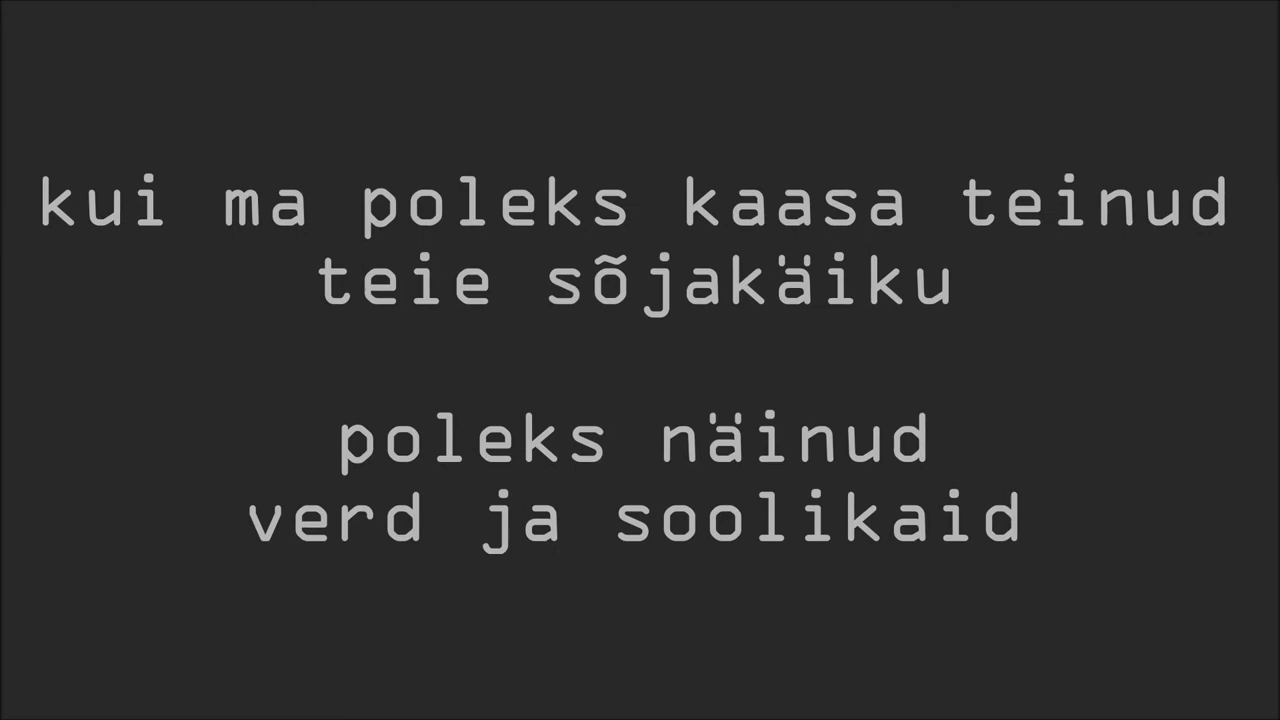 kui ma poleks kaasa teinud
teie sõjakäiku
poleks näinud
verd ja soolikaid